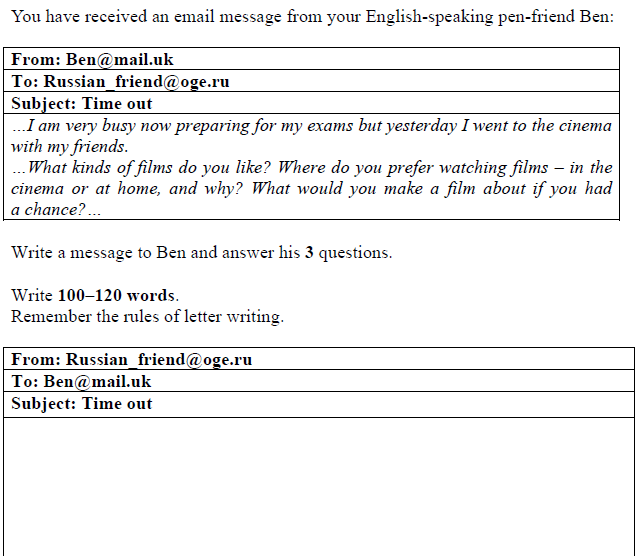 You have received an email message from your English-speaking pen-friend Ben:
From: Ben@mail.uk
To: Russian_friend@oge.ru
Subject: Time out
…I am very busy now preparing for my exams but yesterday I went to the cinema
with my friends.
…What kinds of films do you like? Where do you prefer watching films – in the
cinema or at home, and why? What would you make a film about if you had
a chance?…
Write a message to Ben and answer his 3 questions.
Write 100–120 words.
Remember the rules of letter writing.
From: Russian_friend@oge.ru
To: Ben@mail.uk
Subject: Time out